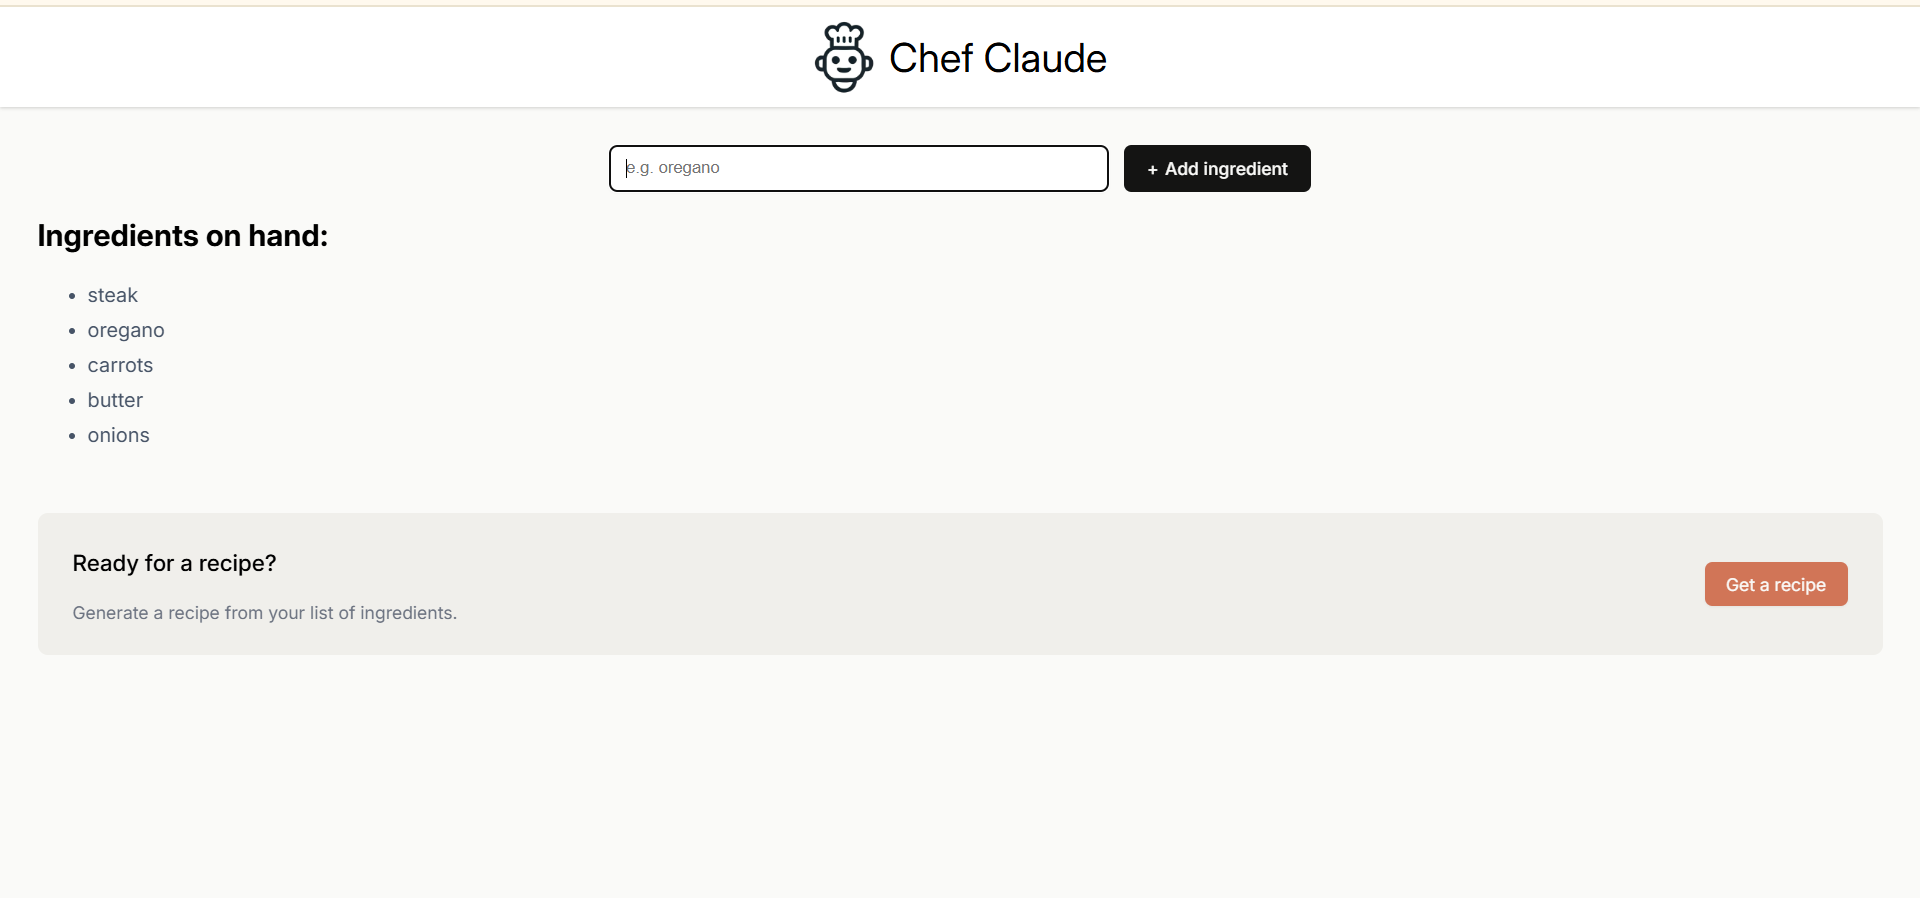 Chef Claude
e.g. oregano
+ Add ingredient
Ingredients on hand:
• steak
• oregano
• carrots
• butter
• onions
Ready for a recipe?
Generate a recipe from your list of ingredients.
Get a recipe